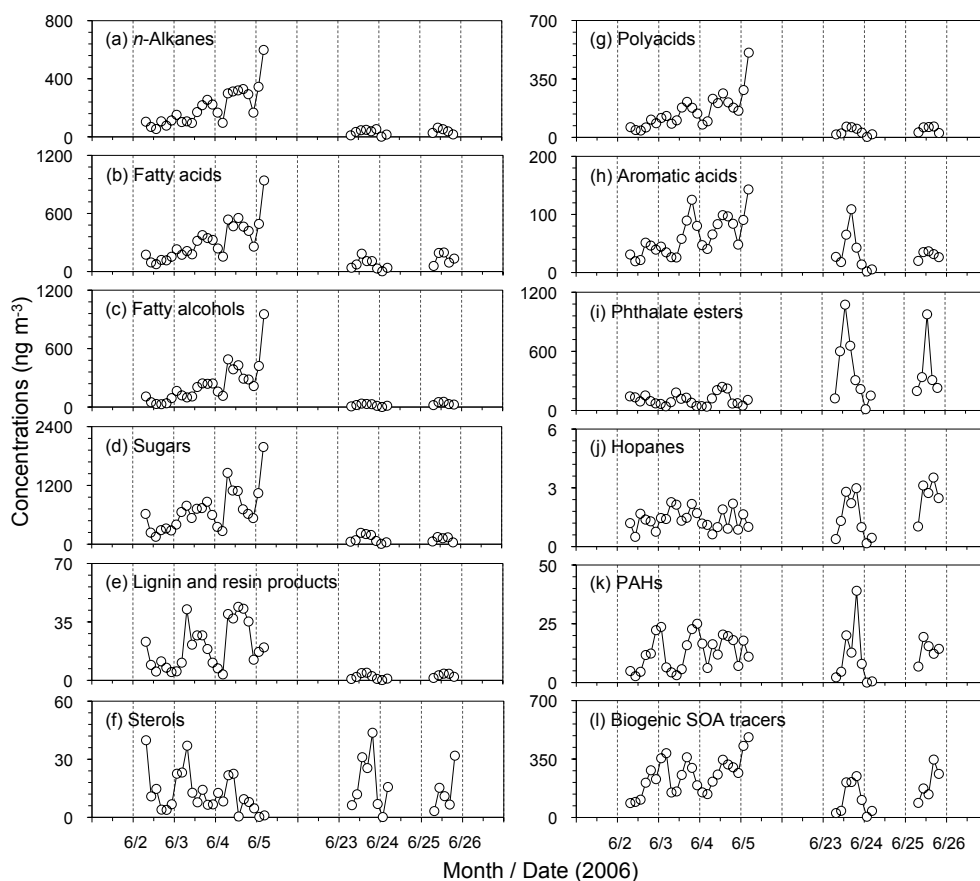 800
(a) n-Alkanes
400
0
1200
(b) Fatty acids
600
0
1200
(c) Fatty alcohols
600
0
2400
(d) Sugars
1200
0
70
(e) Lignin and resin products
35
0
60
(f) Sterols
30
0
6/2 6/3 6/4 6/5 6/23 6/24 6/25 6/26
700
(g) Polyacids
350
0
200
(h) Aromatic acids
100
0
1200
(i) Phthalate esters
600
0
6
(j) Hopanes
3
0
50
(k) PAHs
25
0
700
(l) Biogenic SOA tracers
350
0
6/2 6/3 6/4 6/5 6/23 6/24 6/25 6/26
Concentrations (ng m-3)
Month / Date (2006)